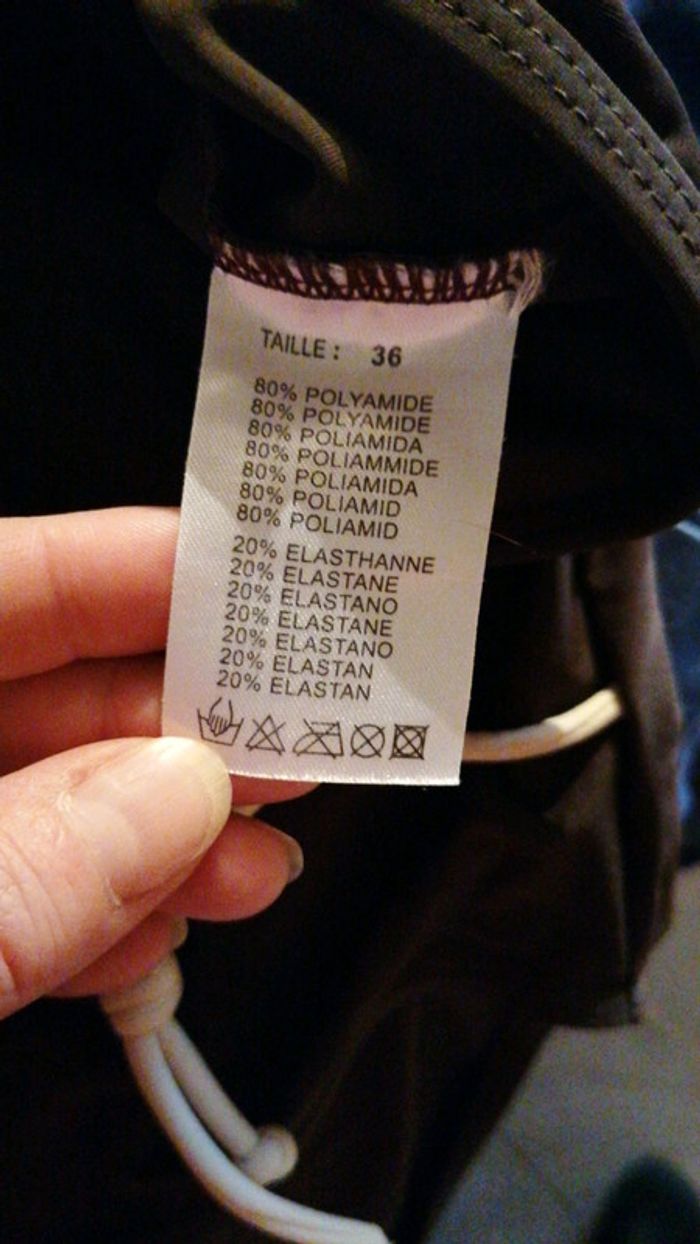 TAILLE : 36
80% POLYAMIDE
80% POLYAMIDE
80% POLIAMIDA
80% POLIAMMIDE
80% POLIAMIDA
80% POLIAMID
80% POLIAMID
20% ELASTHANNE
20% ELASTANE
20% ELASTANO
20% ELASTANE
20% ELASTANO
20% ELASTAN
20% ELASTAN